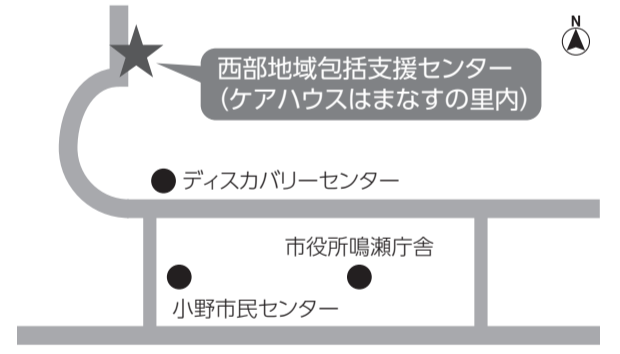 N
西部地域包括支援センター
（ケアハウスはまなすの里内）
ディスカバリーセンター
市役所鳴瀬庁舎
小野市民センター